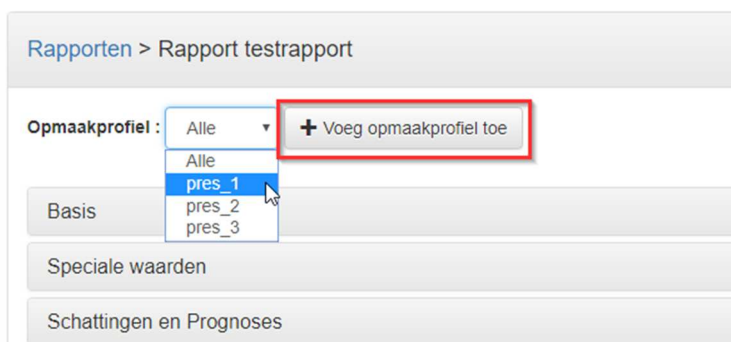 Rapporten > Rapport testrapport
Opmaakprofiel : Alle ▾ + Voeg opmaakprofiel toe
Alle
pres_1
pres_2
pres_3
Basis
Speciale waarden
Schattingen en Prognoses